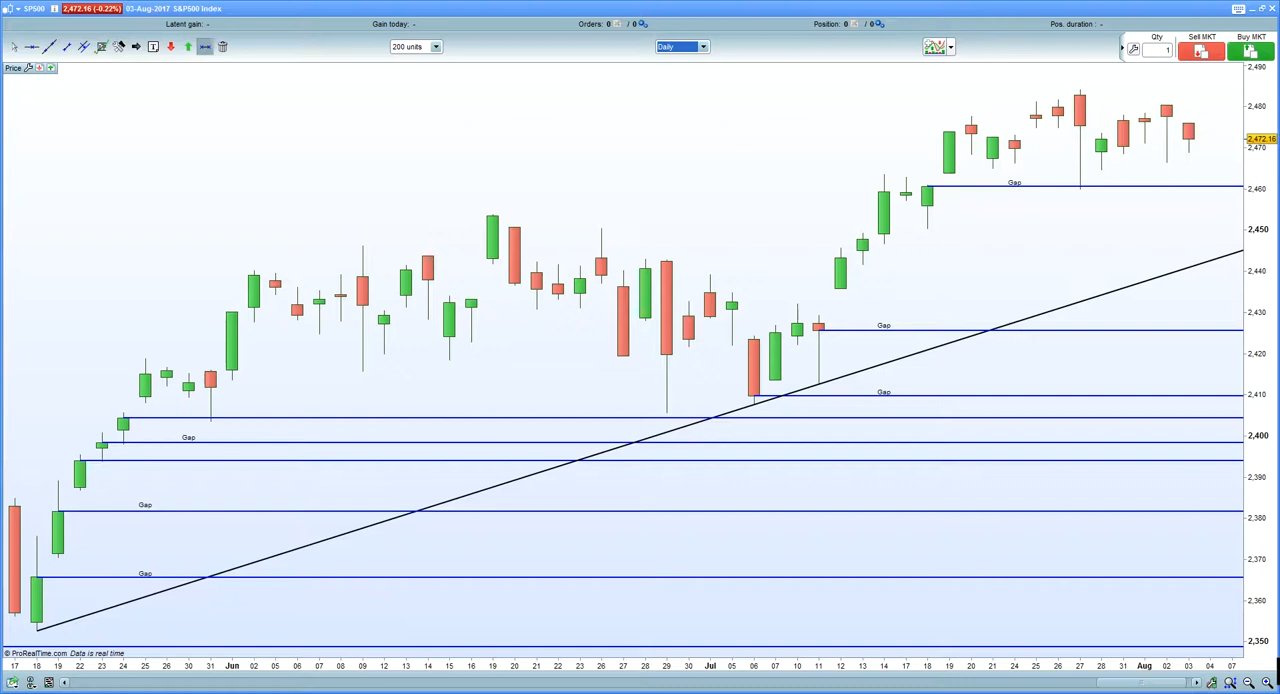 SP500 2,472.16 (-0.22%) 03-Aug-2017 S&P500 Index
Latent gain: - Gain today: - Orders: 0 / 0 Position: 0 / 0 Pos. duration : -
200 units Daily Qty Sell MKT Buy MKT
1
Price
2,490
2,480
2,472.16
2,470
Gap
2,460
2,450
2,440
2,430
Gap
2,420
2,410
Gap
2,400
Gap
2,390
Gap
2,380
2,370
Gap
2,360
2,350
© ProRealTime.com Data is real time
17 18 19 22 23 24 25 26 30 31 Jun 02 05 06 07 08 09 12 13 14 15 16 19 20 21 22 23 26 27 28 29 30 Jul 05 06 07 10 11 12 13 14 17 18 19 20 21 24 25 26 27 28 31 Aug 02 03 04 07